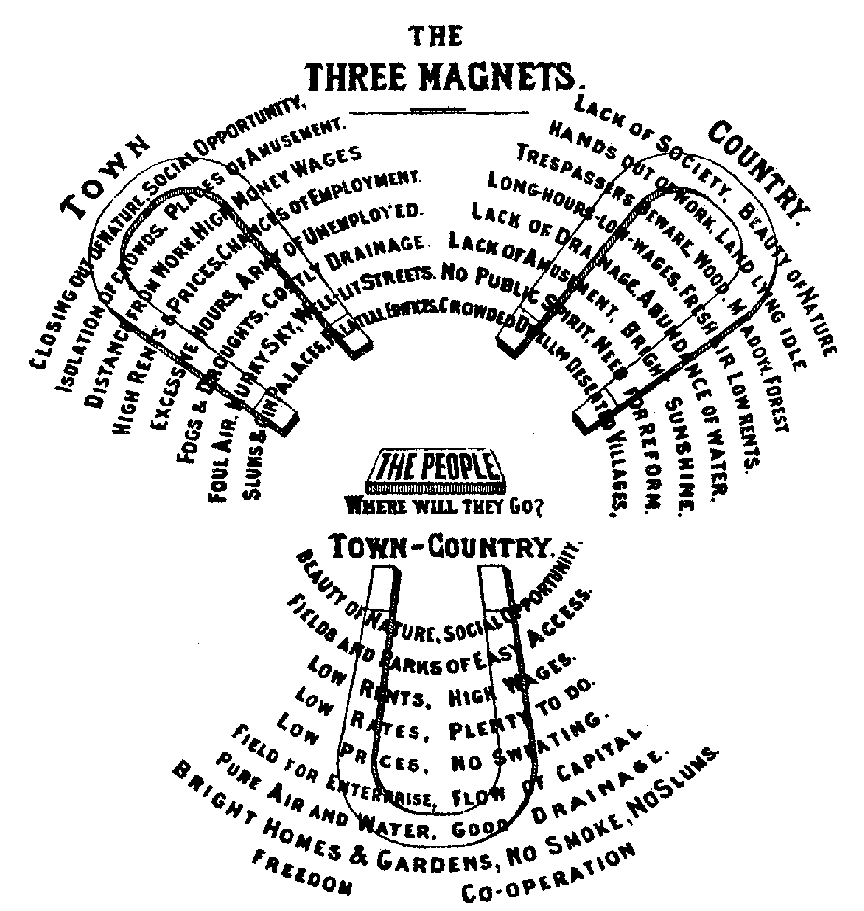 THE
THREE MAGNETS.
TOWN
CLOSING OUT OF NATURE. SOCIAL OPPORTUNITY.
ISOLATION OF CROWDS. PLACES OF AMUSEMENT.
DISTANCE FROM WORK. HIGH MONEY WAGES
HIGH RENTS & PRICES. CHANCES OF EMPLOYMENT.
EXCESSIVE HOURS. ARMY OF UNEMPLOYED.
FOGS & DROUGHTS. COSTLY DRAINAGE.
FOUL AIR. MURKY SKY. WELL-LIT STREETS.
SLUMS & GIN PALACES. PALATIAL EDIFICES.
COUNTRY.
LACK OF SOCIETY. BEAUTY OF NATURE
HANDS OUT OF WORK. LAND LYING IDLE
TRESPASSERS BEWARE. WOOD. MEADOW. FOREST
LONG-HOURS-LOW-WAGES. FRESH AIR LOW RENTS.
LACK OF DRAINAGE. ABUNDANCE OF WATER.
LACK OF AMUSEMENT. BRIGHT SUNSHINE.
NO PUBLIC SPIRIT. NEED FOR REFORM.
CROWDED DWELLINGS DESERTED VILLAGES.
THE PEOPLE
WHERE WILL THEY GO?
TOWN-COUNTRY.
BEAUTY OF NATURE, SOCIAL OPPORTUNITY.
FIELDS AND PARKS OF EASY ACCESS.
LOW RENTS, HIGH WAGES.
LOW RATES, PLENTY TO DO.
LOW PRICES, NO SWEATING.
FIELD FOR ENTERPRISE, FLOW OF CAPITAL
PURE AIR AND WATER, GOOD DRAINAGE.
BRIGHT HOMES & GARDENS, NO SMOKE, NO SLUMS.
FREEDOM CO-OPERATION